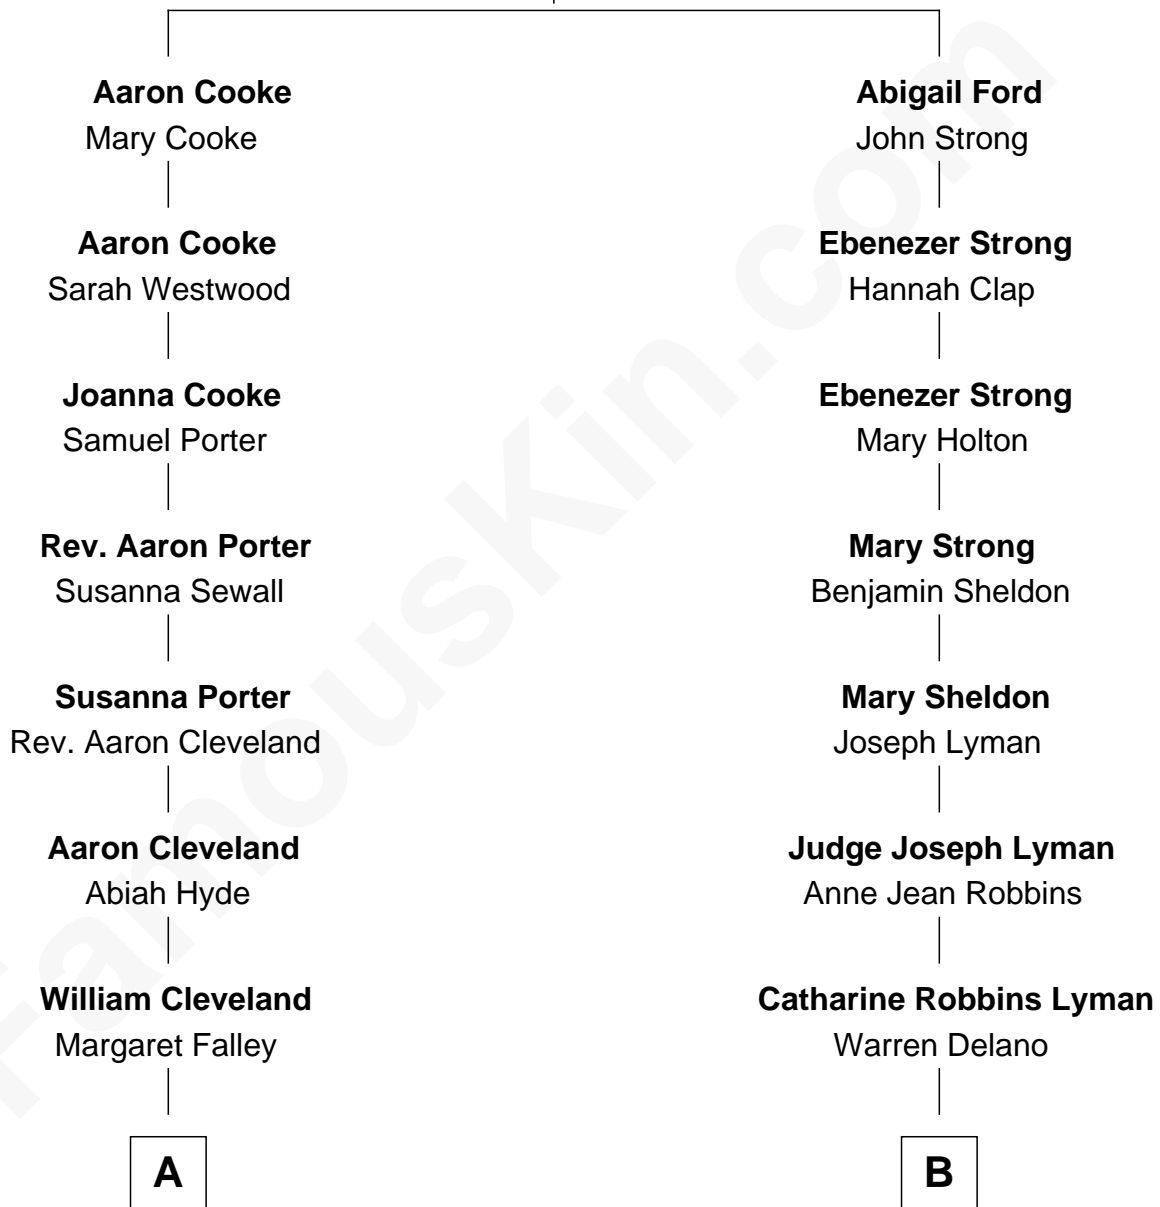 Aaron Cooke
Mary Cooke
Aaron Cooke
Sarah Westwood
Joanna Cooke
Samuel Porter
Rev. Aaron Porter
Susanna Sewall
Susanna Porter
Rev. Aaron Cleveland
Aaron Cleveland
Abiah Hyde
William Cleveland
Margaret Falley
A
Abigail Ford
John Strong
Ebenezer Strong
Hannah Clap
Ebenezer Strong
Mary Holton
Mary Strong
Benjamin Sheldon
Mary Sheldon
Joseph Lyman
Judge Joseph Lyman
Anne Jean Robbins
Catharine Robbins Lyman
Warren Delano
B
FamousKin.com